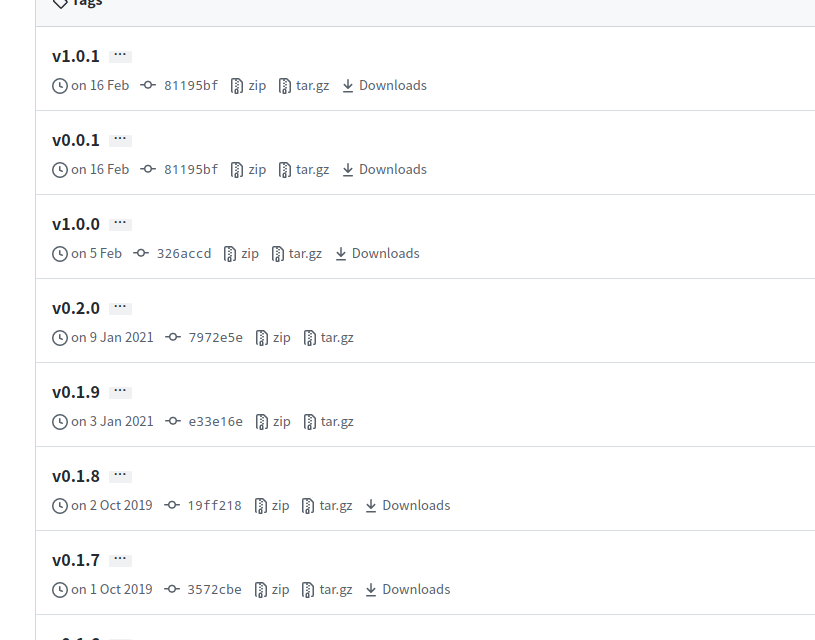 Tags
v1.0.1 ...
on 16 Feb 81195bf zip tar.gz Downloads
v0.0.1 ...
on 16 Feb 81195bf zip tar.gz Downloads
v1.0.0 ...
on 5 Feb 326accd zip tar.gz Downloads
v0.2.0 ...
on 9 Jan 2021 7972e5e zip tar.gz
v0.1.9 ...
on 3 Jan 2021 e33e16e zip tar.gz
v0.1.8 ...
on 2 Oct 2019 19ff218 zip tar.gz Downloads
v0.1.7 ...
on 1 Oct 2019 3572cbe zip tar.gz Downloads